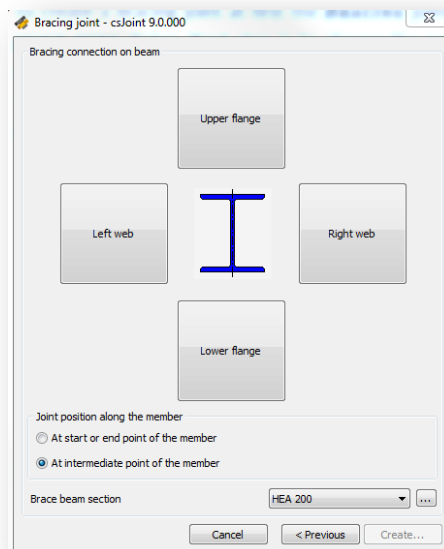 Bracing joint - csJoint 9.0.000
Bracing connection on beam
Upper flange
Left web
Right web
Lower flange
Joint position along the member
At start or end point of the member
At intermediate point of the member
Brace beam section
HEA 200
...
Cancel
< Previous
Create...